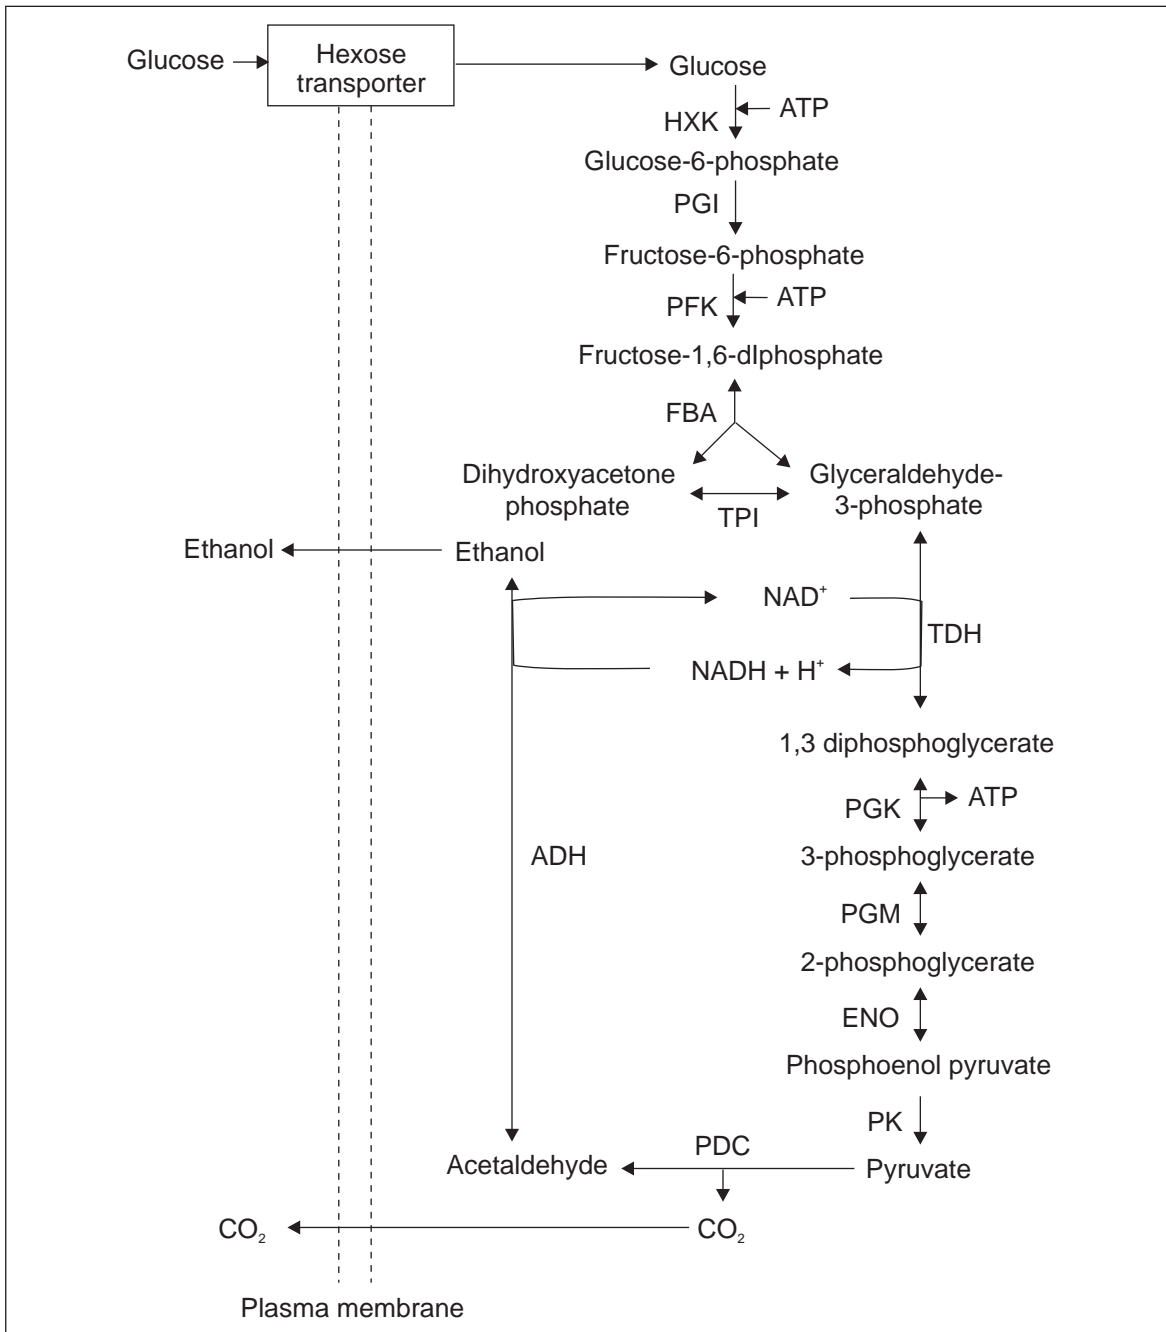 Glucose
Hexose
transporter
Glucose
ATP
HXK
Glucose-6-phosphate
PGI
Fructose-6-phosphate
ATP
PFK
Fructose-1,6-dIphosphate
FBA
Dihydroxyacetone
phosphate
Glyceraldehyde-
3-phosphate
TPI
Ethanol
Ethanol
NAD⁺
TDH
NADH + H⁺
1,3 diphosphoglycerate
ATP
PGK
3-phosphoglycerate
ADH
PGM
2-phosphoglycerate
ENO
Phosphoenol pyruvate
PK
PDC
Acetaldehyde
Pyruvate
CO₂
CO₂
Plasma membrane